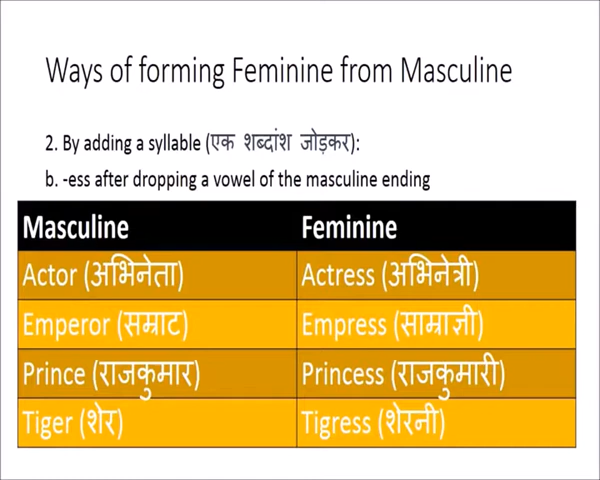 Ways of forming Feminine from Masculine
2. By adding a syllable (एक शब्दांश जोड़कर):
b. -ess after dropping a vowel of the masculine ending
Masculine Feminine
Actor (अभिनेता) Actress (अभिनेत्री)
Emperor (सम्राट) Empress (साम्राज्ञी)
Prince (राजकुमार) Princess (राजकुमारी)
Tiger (शेर) Tigress (शेरनी)